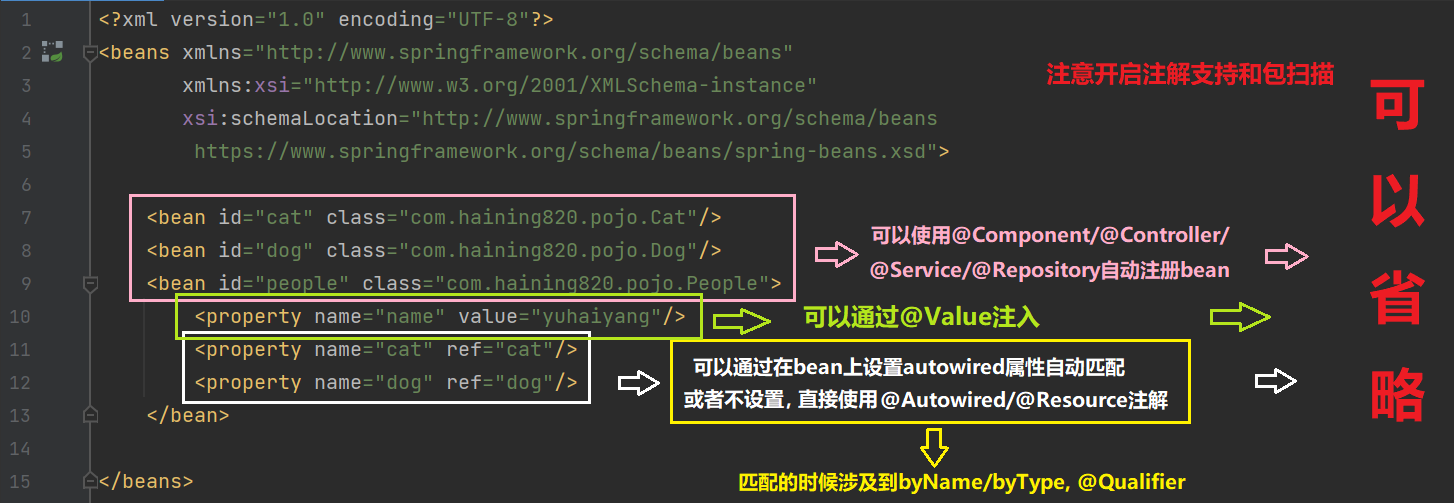 1 <?xml version="1.0" encoding="UTF-8"?>
2 <beans xmlns="http://www.springframework.org/schema/beans"
3 xmlns:xsi="http://www.w3.org/2001/XMLSchema-instance"
注意开启注解支持和包扫描
4 xsi:schemaLocation="http://www.springframework.org/schema/beans
5 https://www.springframework.org/schema/beans/spring-beans.xsd">
6
7 <bean id="cat" class="com.haining820.pojo.Cat"/>
8 <bean id="dog" class="com.haining820.pojo.Dog"/>
9 <bean id="people" class="com.haining820.pojo.People">
可以使用@Component/@Controller/
@Service/@Repository自动注册bean
10 <property name="name" value="yuhaiyang"/>
可以通过@Value注入
11 <property name="cat" ref="cat"/>
12 <property name="dog" ref="dog"/>
可以通过在bean上设置autowired属性自动匹配
或者不设置, 直接使用@Autowired/@Resource注解
13 </bean>
14
15 </beans>
匹配的时候涉及到byName/byType, @Qualifier
可
以
省
略